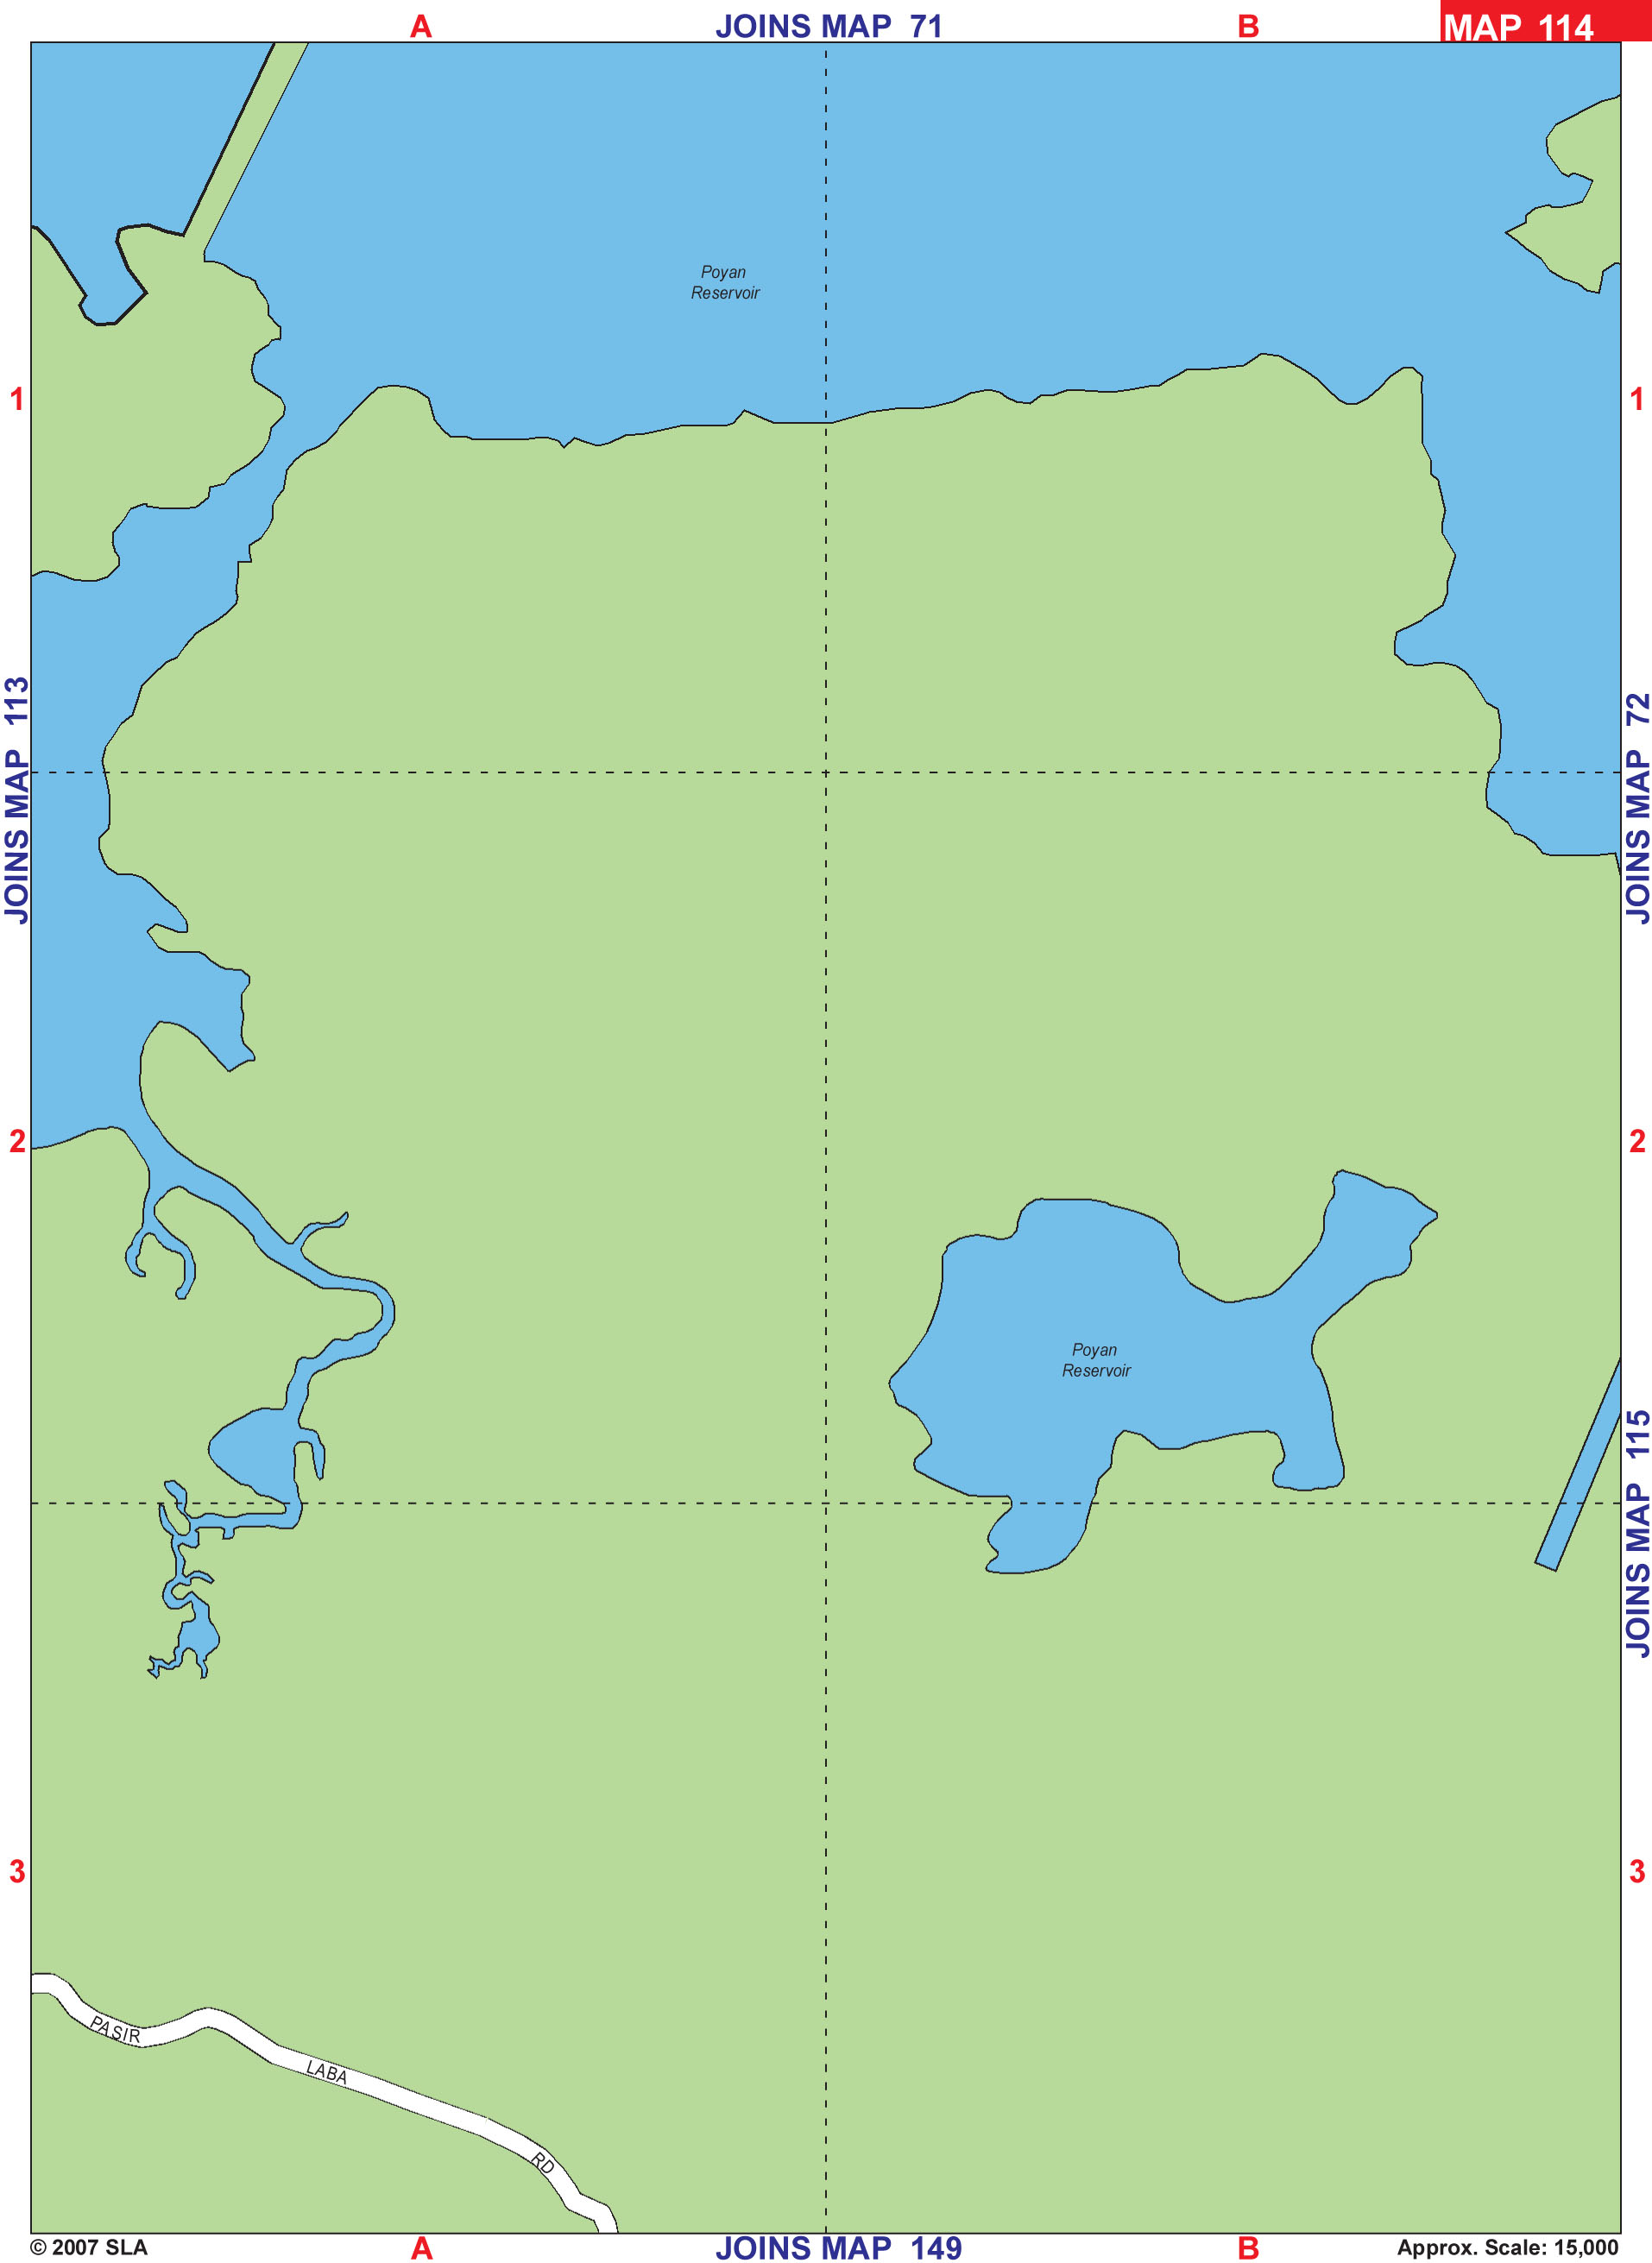 A JOINS MAP 71 B MAP 114
Poyan
Reservoir
1 1
JOINS MAP 113
JOINS MAP 72
2 2
Poyan
Reservoir
JOINS MAP 115
3 3
PASIR LABA RD
© 2007 SLA A JOINS MAP 149 B Approx. Scale: 15,000